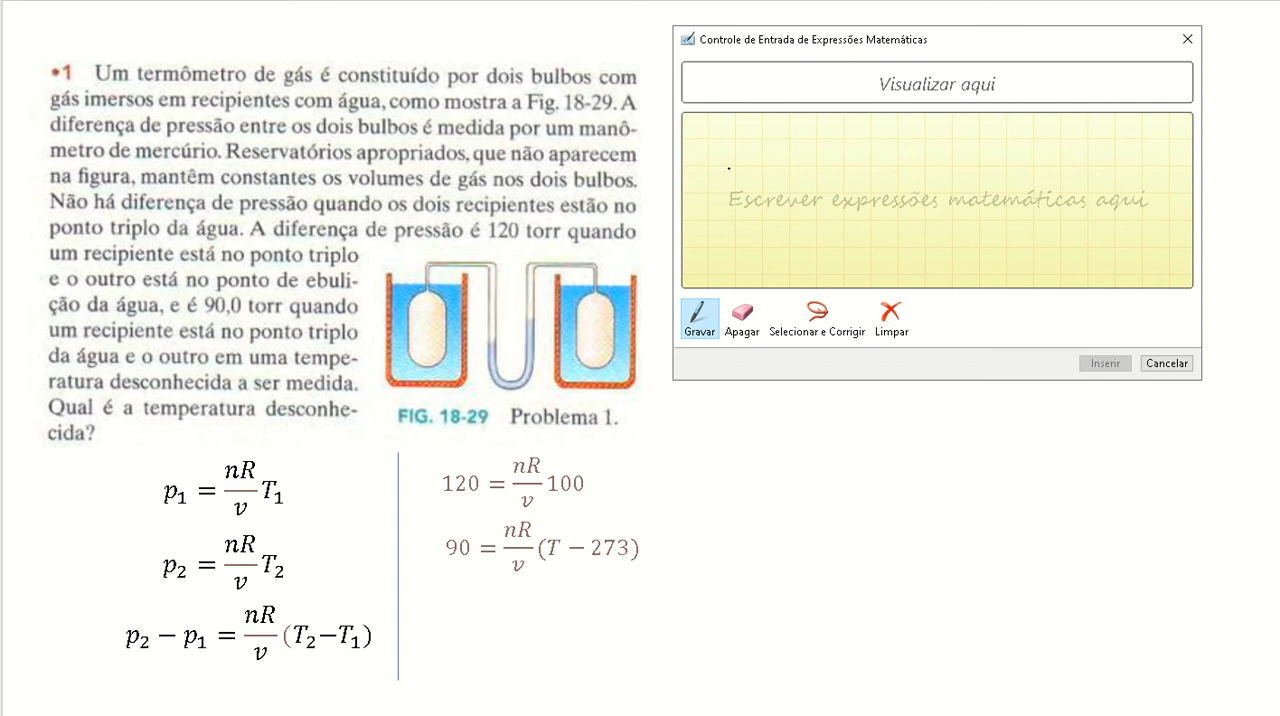 •1 Um termômetro de gás é constituído por dois bulbos com
gás imersos em recipientes com água, como mostra a Fig. 18-29. A
diferença de pressão entre os dois bulbos é medida por um manô-
metro de mercúrio. Reservatórios apropriados, que não aparecem
na figura, mantêm constantes os volumes de gás nos dois bulbos.
Não há diferença de pressão quando os dois recipientes estão no
ponto triplo da água. A diferença de pressão é 120 torr quando
um recipiente está no ponto triplo
e o outro está no ponto de ebuli-
ção da água, e é 90,0 torr quando
um recipiente está no ponto triplo
da água e o outro em uma tempe-
ratura desconhecida a ser medida.
Qual é a temperatura desconhe-
cida?
FIG. 18-29 Problema 1.
p₁ = nR/v T₁
p₂ = nR/v T₂
p₂ − p₁ = nR/v (T₂−T₁)
120 = nR/v 100
90 = nR/v (T − 273)
Controle de Entrada de Expressões Matemáticas
Visualizar aqui
Escrever expressões matemáticas aqui
Gravar Apagar Selecionar e Corrigir Limpar
Inserir Cancelar